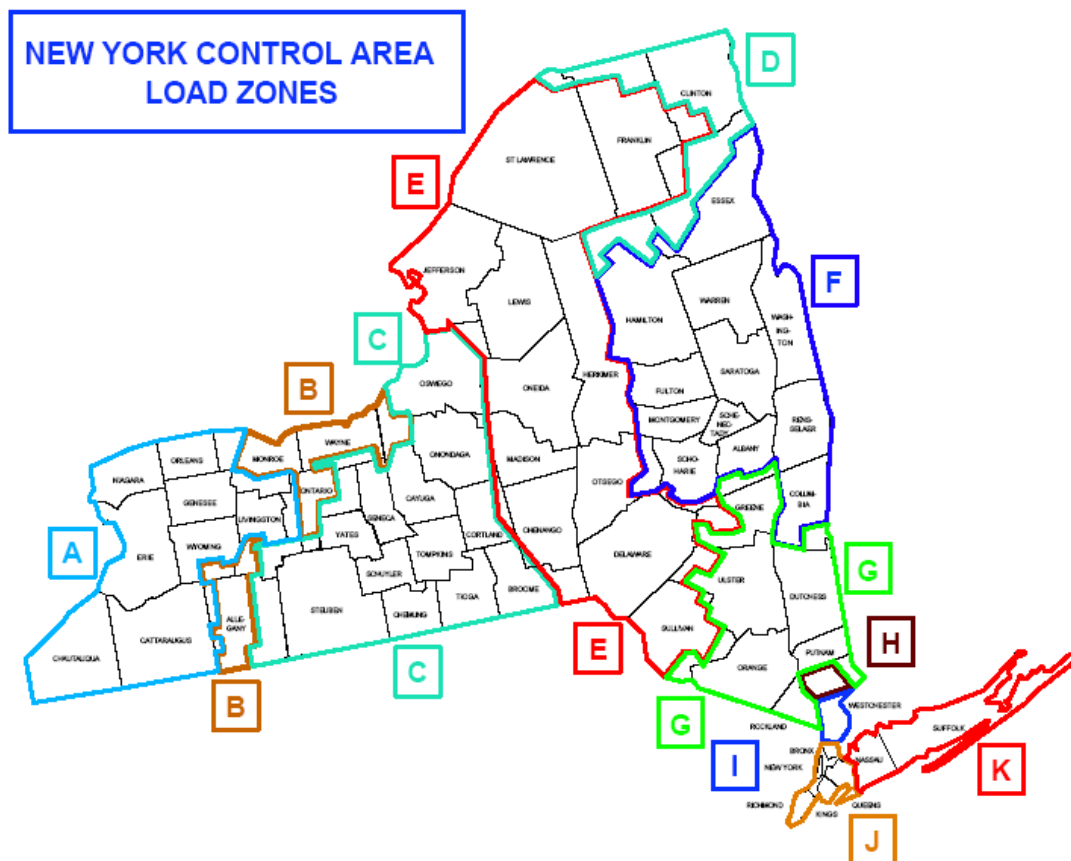 NEW YORK CONTROL AREA
LOAD ZONES
D
CLINTON
FRANKLIN
ST LAWRENCE
E
ESSEX
JEFFERSON
F
LEWIS
WARREN
WASH-
ING-
TON
HAMILTON
C
HERKIMER
OSWEGO
ONEIDA
SARATOGA
B
FULTON
MONTGOMERY
SCHE-
NEC
TADY
RENS-
SELAER
WAYNE
MONROE
ORLEANS
NIAGARA
ONONDAGA
MADISON
ALBANY
SCHO-
HARIE
OTSEGO
ONTARIO
GENESEE
LIVINGSTON
CAYUGA
SENECA
COLUM-
BIA
GREENE
YATES
CORTLAND
CHENANGO
WYOMING
ERIE
A
TOMPKINS
DELAWARE
SCHUYLER
ULSTER
G
DUTCHESS
TIOGA
BROOME
STEUBEN
CHEMUNG
ALLE-
GANY
SULLIVAN
CATTARAUGUS
CHAUTAUQUA
E
H
PUTNAM
ORANGE
C
B
G
WESTCHESTER
ROCKLAND
SUFFOLK
BRONX
NASSAU
NEW YORK
I
K
RICHMOND
KINGS
QUEENS
J